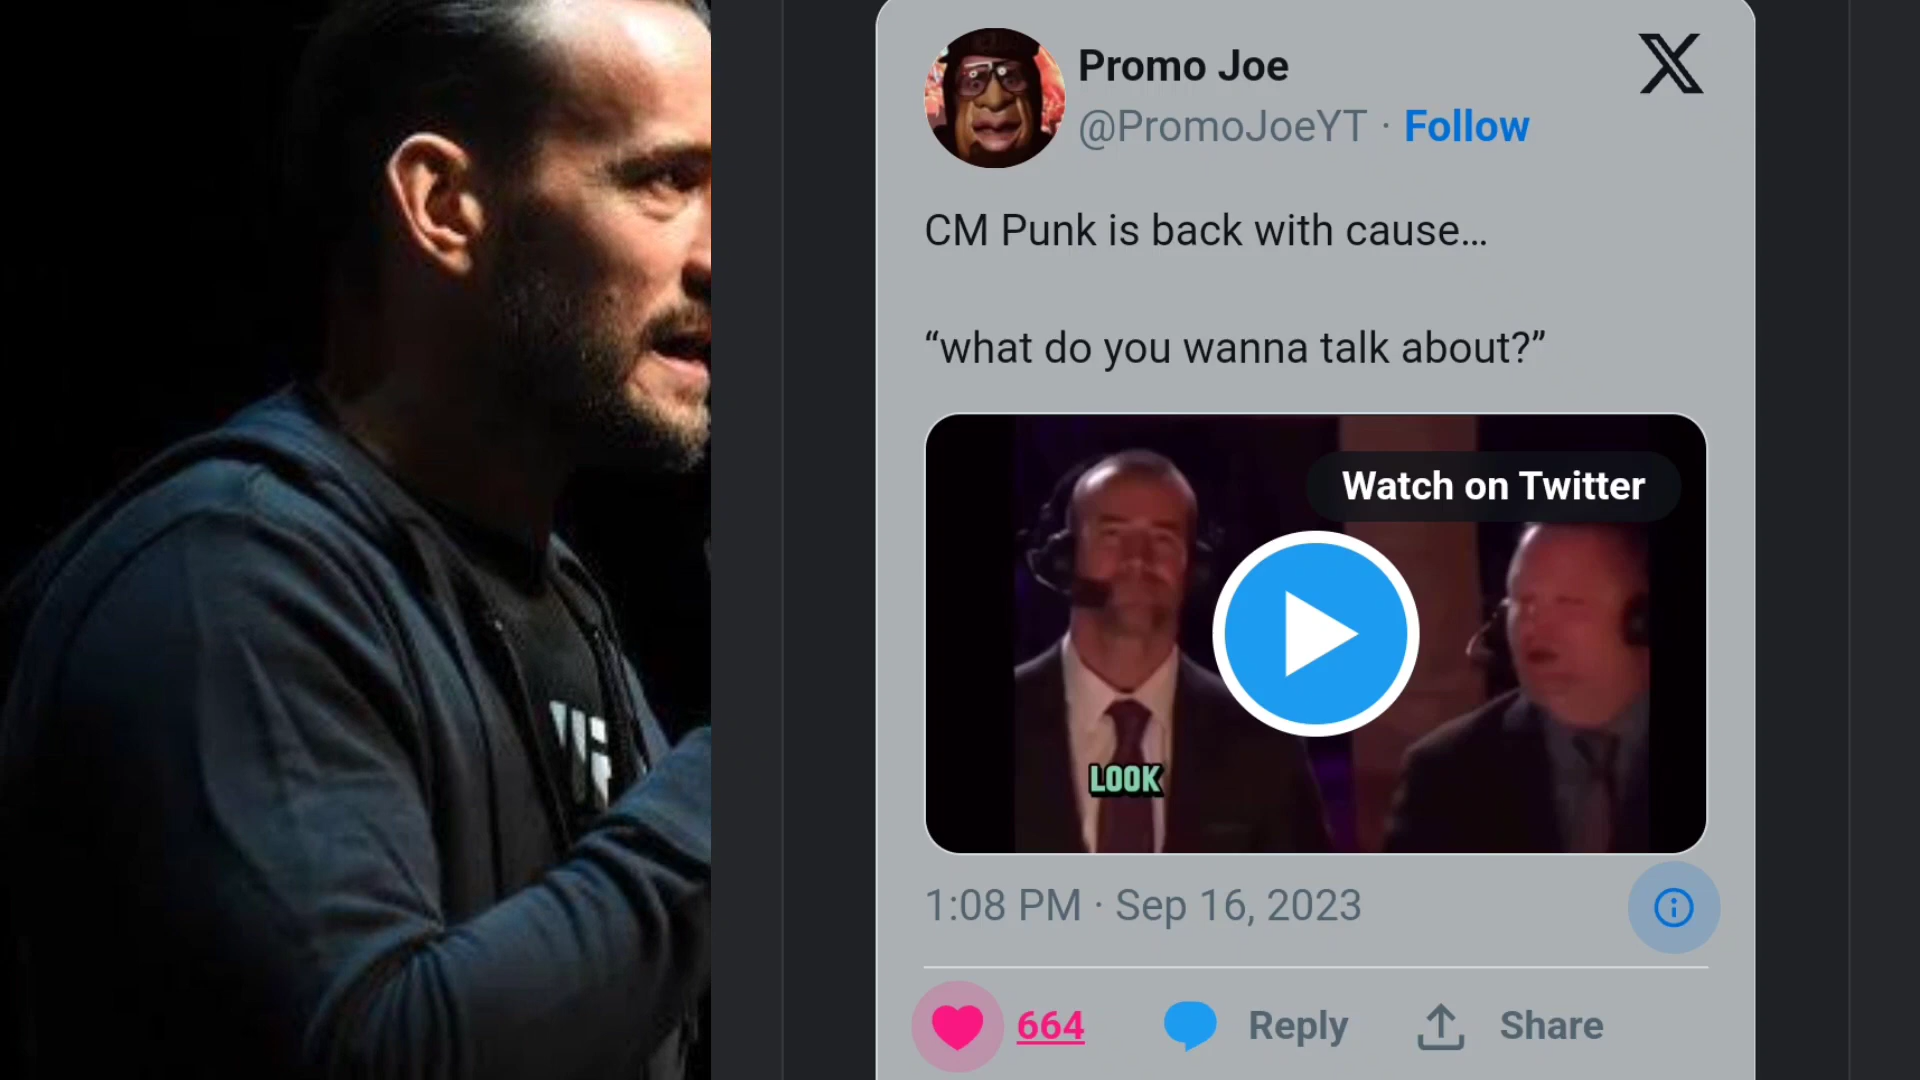 Promo Joe
@PromoJoeYT · Follow
CM Punk is back with cause...
“what do you wanna talk about?”
Watch on Twitter
LOOK
1:08 PM · Sep 16, 2023
664 Reply Share